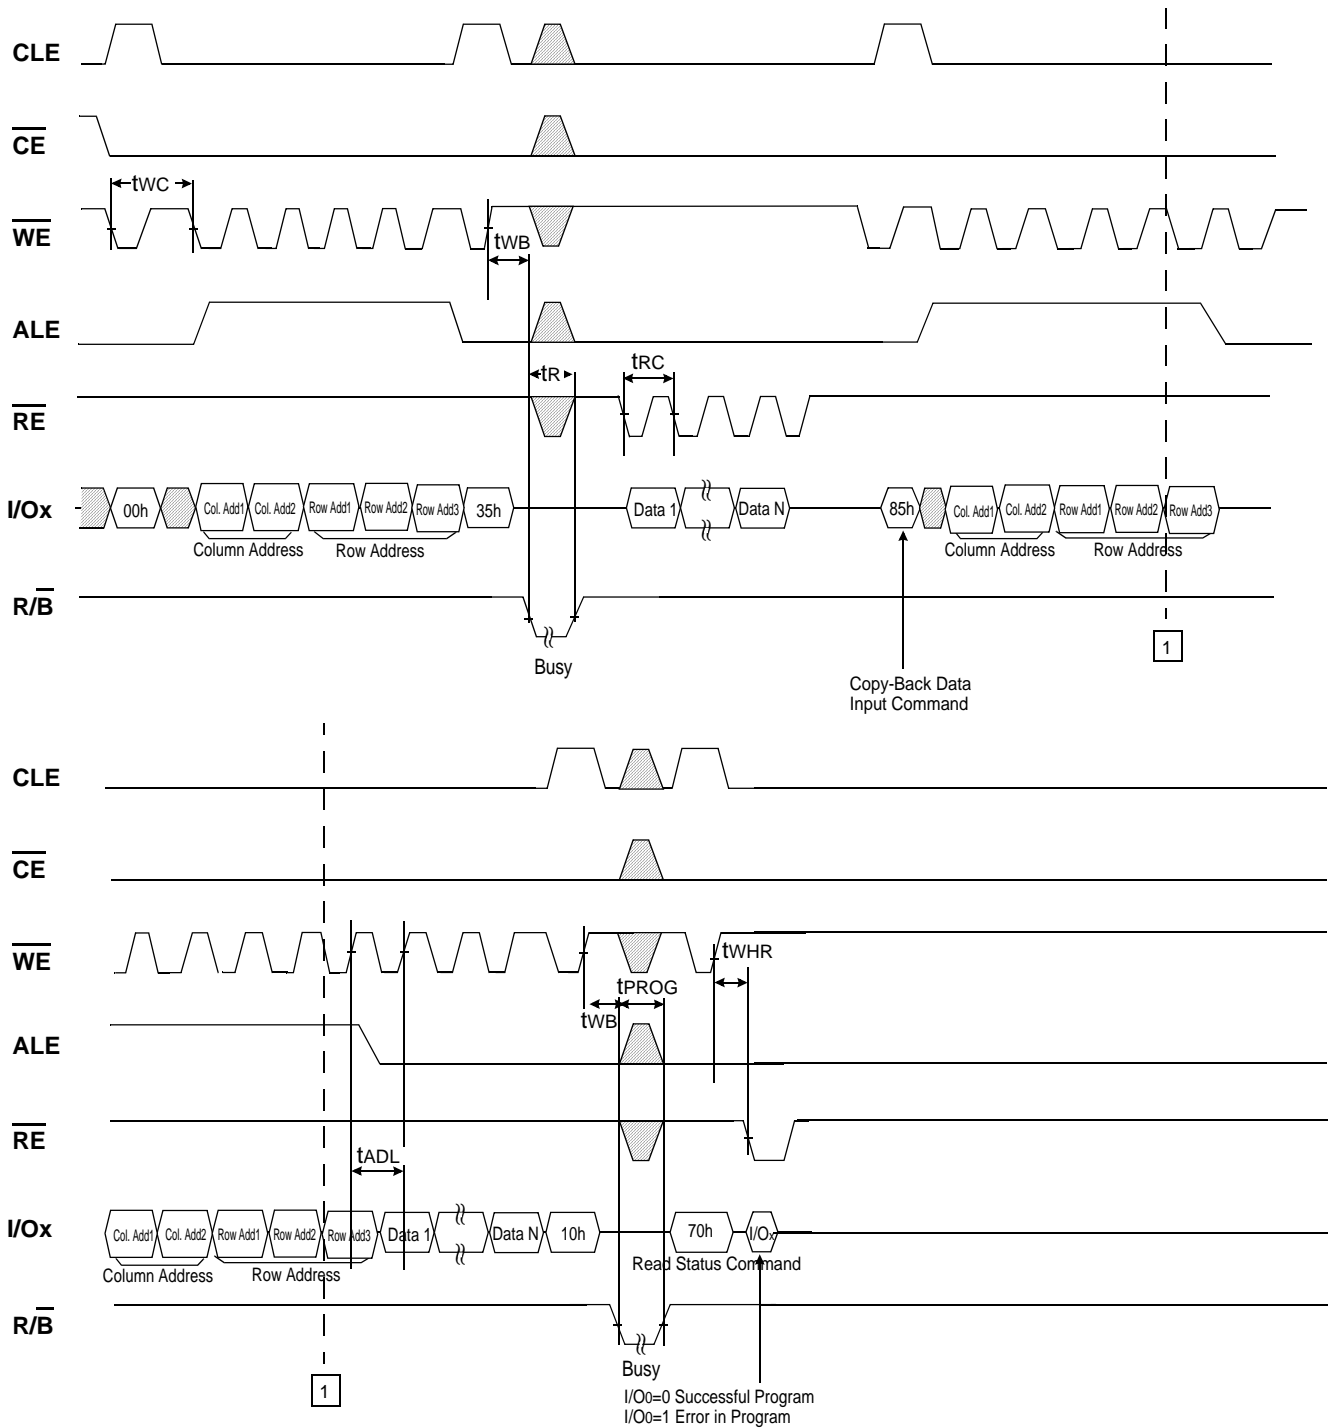 CLE
CE
tWC
WE
tWB
ALE
tR
tRC
RE
I/Ox
00h
Col. Add1
Col. Add2
Row Add1
Row Add2
Row Add3
35h
Data 1
Data N
85h
Col. Add1
Col. Add2
Row Add1
Row Add2
Row Add3
Column Address
Row Address
Column Address
Row Address
R/B
Busy
1
Copy-Back Data
Input Command
CLE
CE
WE
tWHR
tPROG
tWB
ALE
RE
tADL
I/Ox
Col. Add1
Col. Add2
Row Add1
Row Add2
Row Add3
Data 1
Data N
10h
70h
I/Ox
Column Address
Row Address
Read Status Command
R/B
Busy
1
I/O0=0 Successful Program
I/O0=1 Error in Program